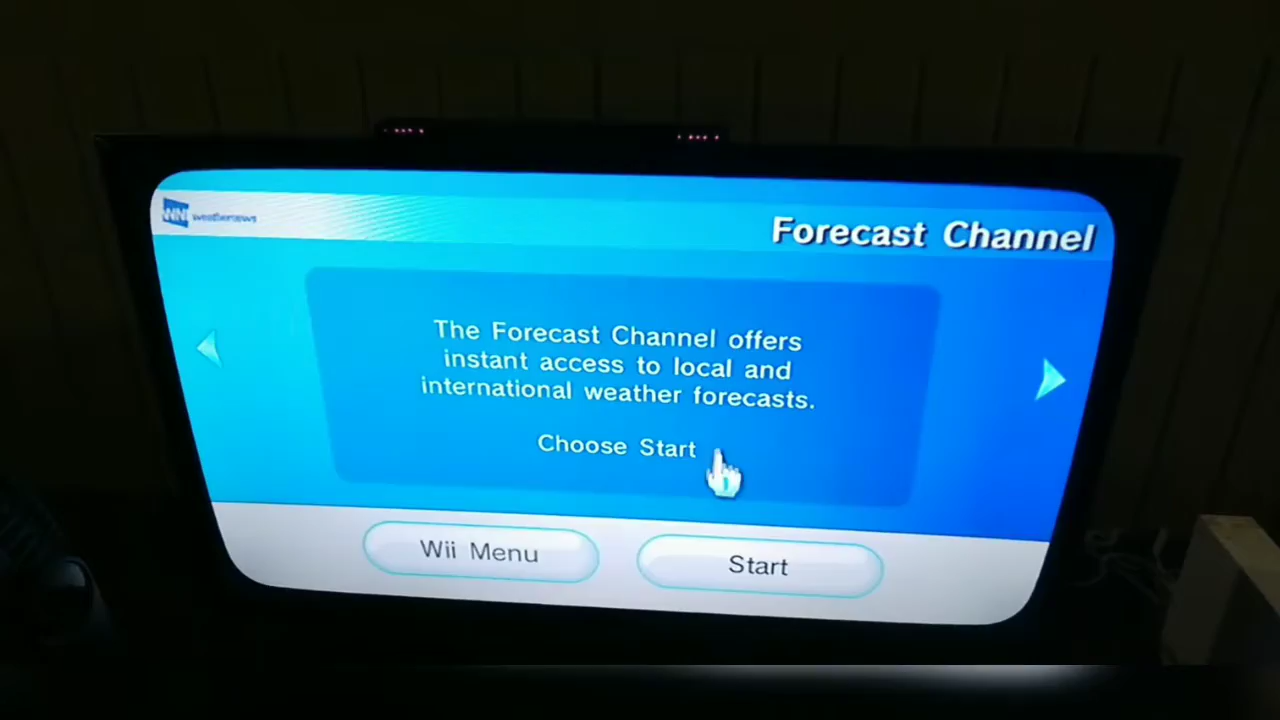 WNI weathernews
Forecast Channel
The Forecast Channel offers
instant access to local and
international weather forecasts.
Choose Start
Wii Menu
Start